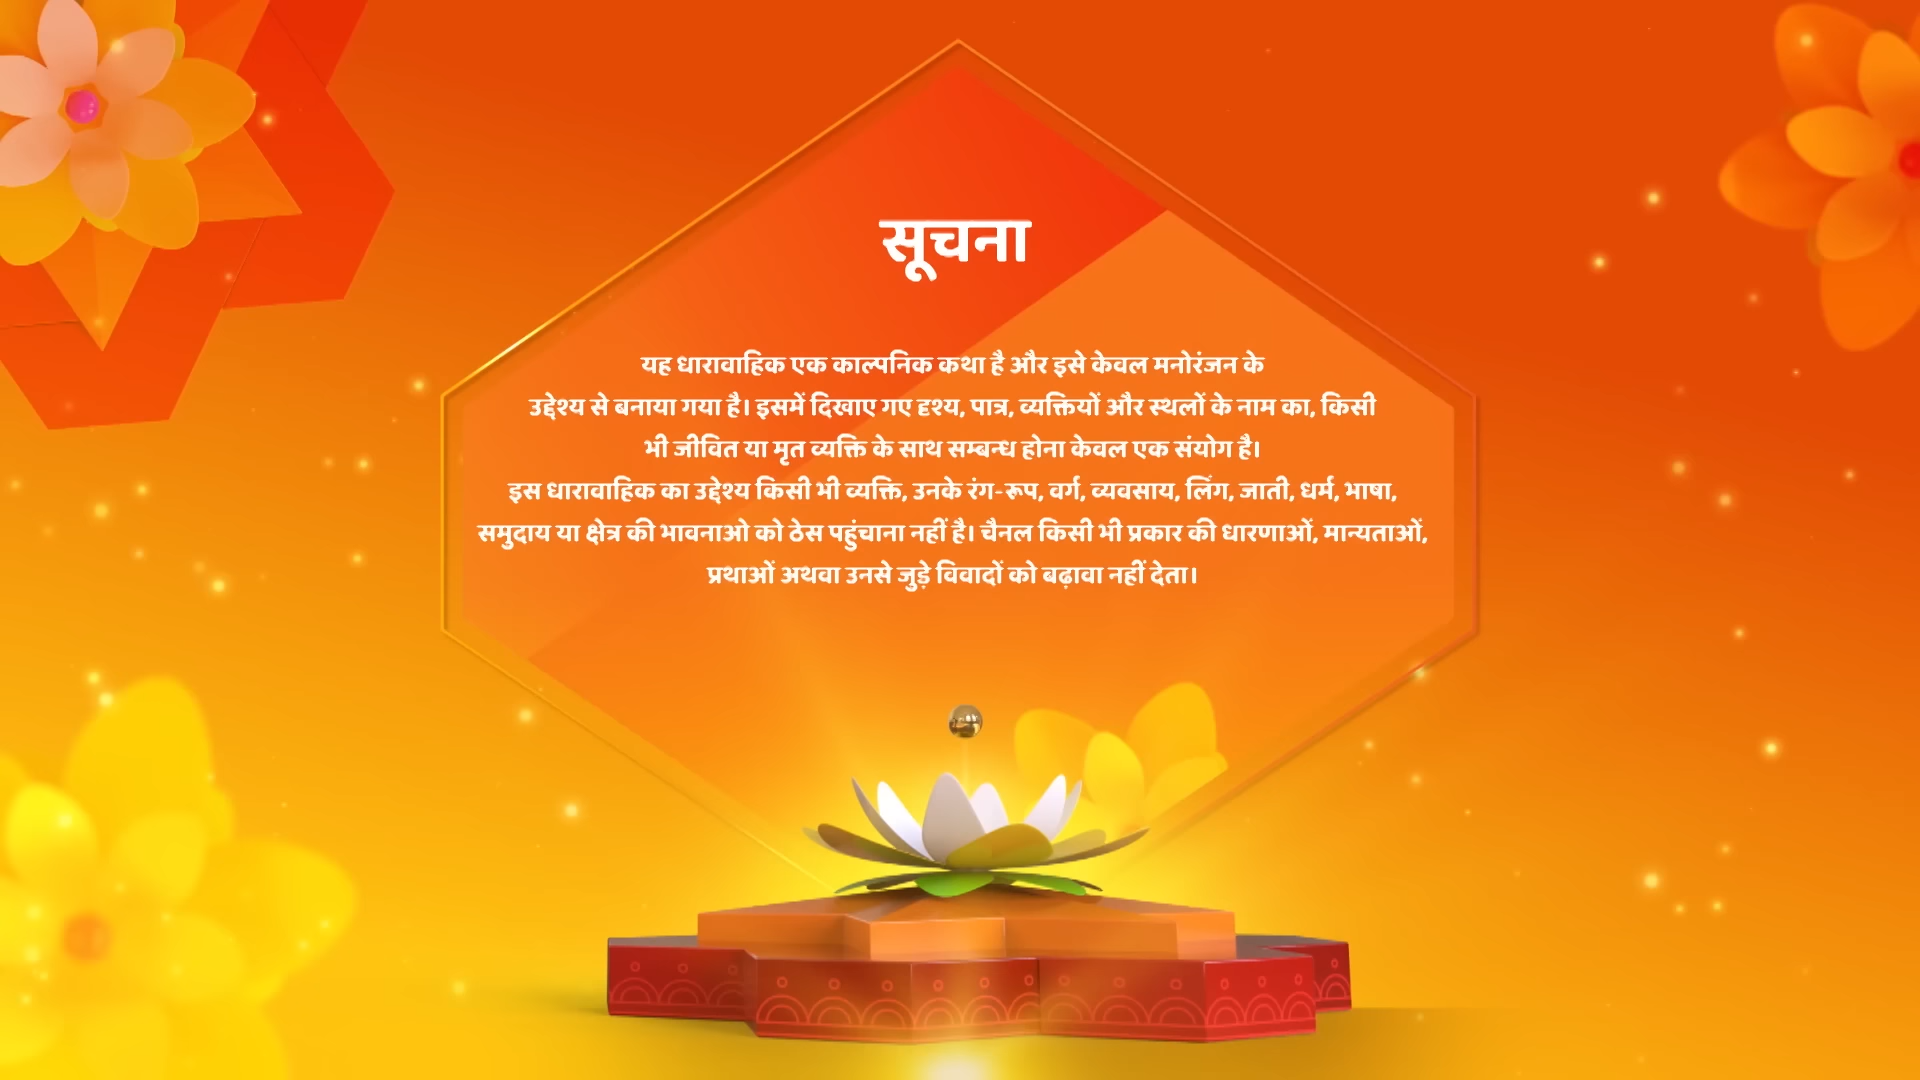 सूचना
यह धारावाहिक एक काल्पनिक कथा है और इसे केवल मनोरंजन के
उद्देश्य से बनाया गया है। इसमें दिखाए गए दृश्य, पात्र, व्यक्तियों और स्थलों के नाम का, किसी
भी जीवित या मृत व्यक्ति के साथ सम्बन्ध होना केवल एक संयोग है।
इस धारावाहिक का उद्देश्य किसी भी व्यक्ति, उनके रंग-रूप, वर्ग, व्यवसाय, लिंग, जाती, धर्म, भाषा,
समुदाय या क्षेत्र की भावनाओ को ठेस पहुंचाना नहीं है। चैनल किसी भी प्रकार की धारणाओं, मान्यताओं,
प्रथाओं अथवा उनसे जुड़े विवादों को बढ़ावा नहीं देता।